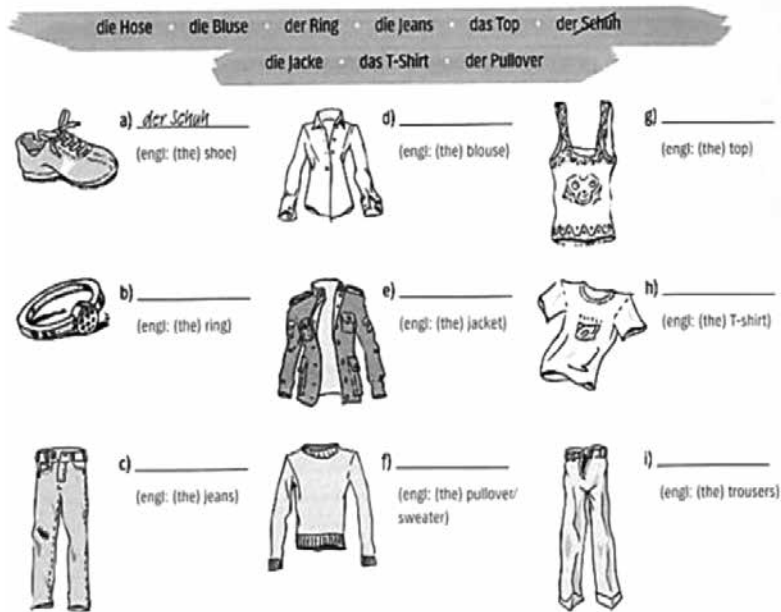 die Hose · die Bluse · der Ring · die Jeans · das Top · der Schuh
die Jacke · das T-Shirt · der Pullover
a) der Schuh
(engl: (the) shoe)
d)
(engl: (the) blouse)
g)
(engl: (the) top)
b)
(engl: (the) ring)
e)
(engl: (the) jacket)
h)
(engl: (the) T-shirt)
c)
(engl: (the) jeans)
f)
(engl: (the) pullover/
sweater)
i)
(engl: (the) trousers)